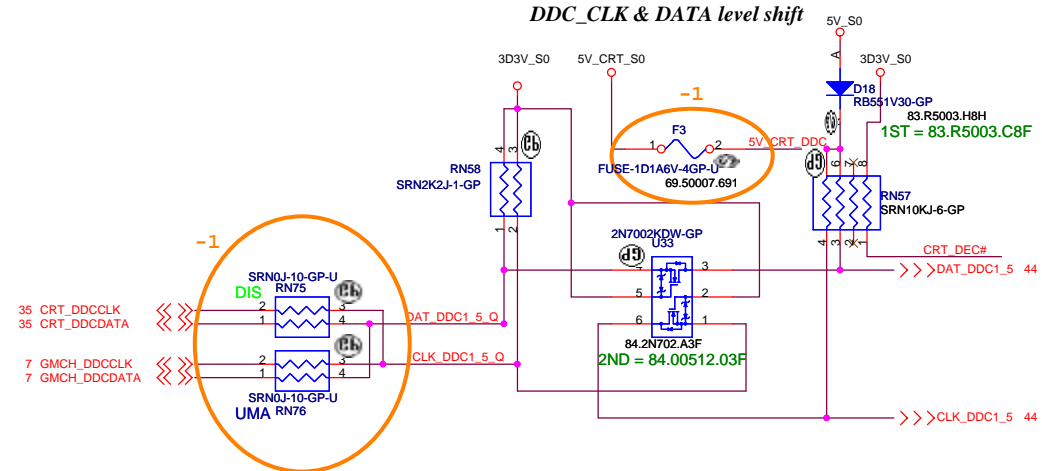 DDC_CLK & DATA level shift
5V_S0
3D3V_S0
5V_CRT_S0
3D3V_S0
A
D18
RB551V30-GP
83.R5003.H8H
1ST = 83.R5003.C8F
-1
F3
1
2
5V_CRT_DDC
FUSE-1D1A6V-4GP-U
69.50007.691
4
3
RN58
SRN2K2J-1-GP
1
2
6
7
8
RN57
SRN10KJ-6-GP
4
3
2
1
CRT_DEC#
2N7002KDW-GP
U33
4
3
DAT_DDC1_5 44
5
2
6
1
84.2N702.A3F
2ND = 84.00512.03F
-1
SRN0J-10-GP-U
RN75
DIS
35 CRT_DDCCLK
2
3
35 CRT_DDCDATA
1
4
DAT_DDC1_5_Q
7 GMCH_DDCCLK
2
3
CLK_DDC1_5_Q
7 GMCH_DDCDATA
1
4
SRN0J-10-GP-U
UMA RN76
CLK_DDC1_5 44